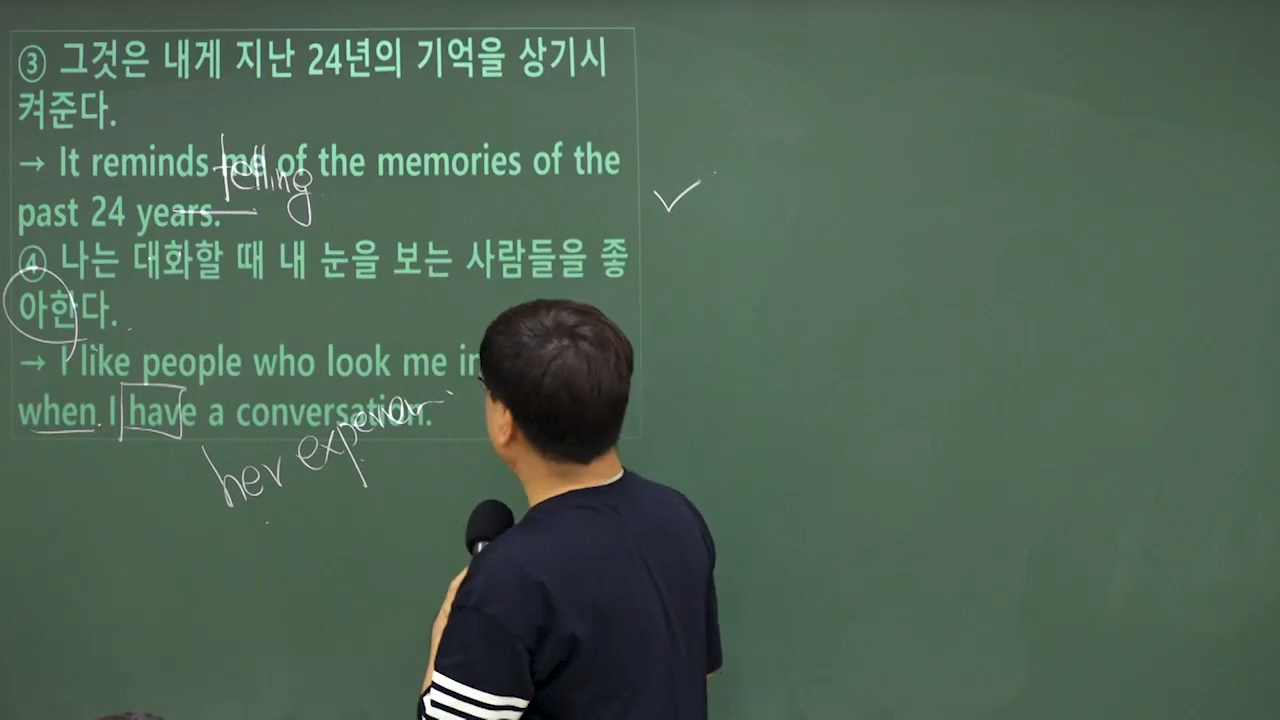 ③ 그것은 내게 지난 24년의 기억을 상기시
켜준다.
→ It reminds me of the memories of the
telling
past 24 years.
④ 나는 대화할 때 내 눈을 보는 사람들을 좋
아한다.
→ I like people who look me in
when I have a conversation.
her